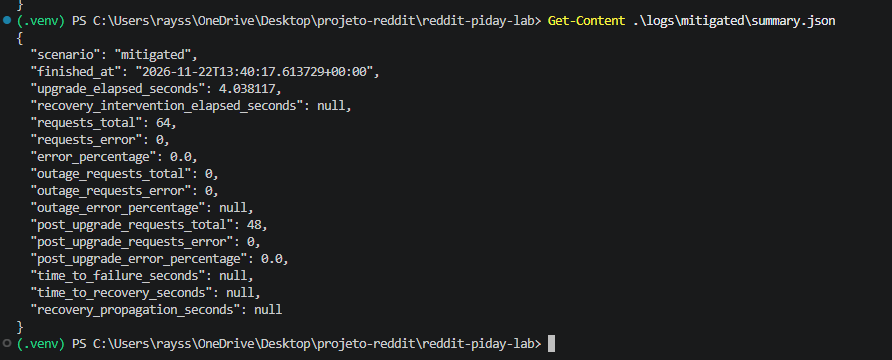 }
(.venv) PS C:\Users\rayss\OneDrive\Desktop\projeto-reddit\reddit-piday-lab> Get-Content .\logs\mitigated\summary.json
{
  "scenario": "mitigated",
  "finished_at": "2026-11-22T13:40:17.613729+00:00",
  "upgrade_elapsed_seconds": 4.038117,
  "recovery_intervention_elapsed_seconds": null,
  "requests_total": 64,
  "requests_error": 0,
  "error_percentage": 0.0,
  "outage_requests_total": 0,
  "outage_requests_error": 0,
  "outage_error_percentage": null,
  "post_upgrade_requests_total": 48,
  "post_upgrade_requests_error": 0,
  "post_upgrade_error_percentage": 0.0,
  "time_to_failure_seconds": null,
  "time_to_recovery_seconds": null,
  "recovery_propagation_seconds": null
}
(.venv) PS C:\Users\rayss\OneDrive\Desktop\projeto-reddit\reddit-piday-lab>